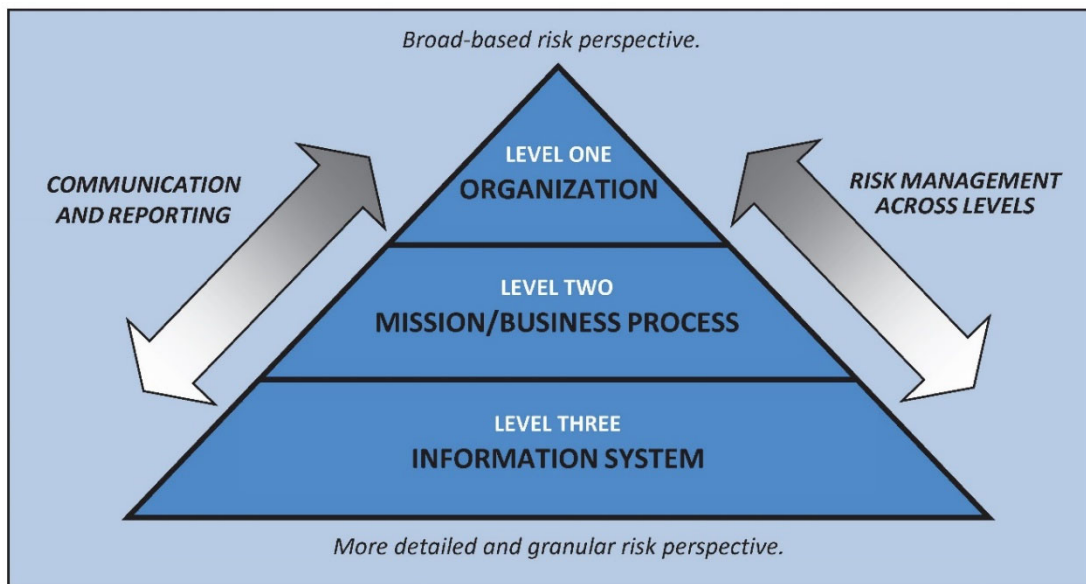 Broad-based risk perspective.
COMMUNICATION
AND REPORTING
LEVEL ONE
ORGANIZATION
RISK MANAGEMENT
ACROSS LEVELS
LEVEL TWO
MISSION/BUSINESS PROCESS
LEVEL THREE
INFORMATION SYSTEM
More detailed and granular risk perspective.